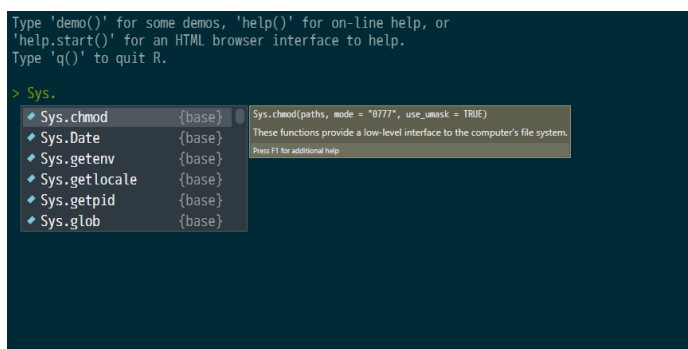 Type 'demo()' for some demos, 'help()' for on-line help, or
'help.start()' for an HTML browser interface to help.
Type 'q()' to quit R.
> Sys.
Sys.chmod {base}
Sys.Date {base}
Sys.getenv {base}
Sys.getlocale {base}
Sys.getpid {base}
Sys.glob {base}
Sys.chmod(paths, mode = "0777", use_umask = TRUE)
These functions provide a low-level interface to the computer's file system.
Press F1 for additional help